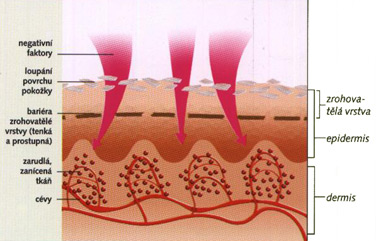 negativní
faktory
loupání
povrchu
pokožky
bariéra
zrohovatělé
vrstvy (tenká
a prostupná)
zarudlá,
zanícená
tkáň
cévy
zrohova-
tělá vrstva
epidermis
dermis